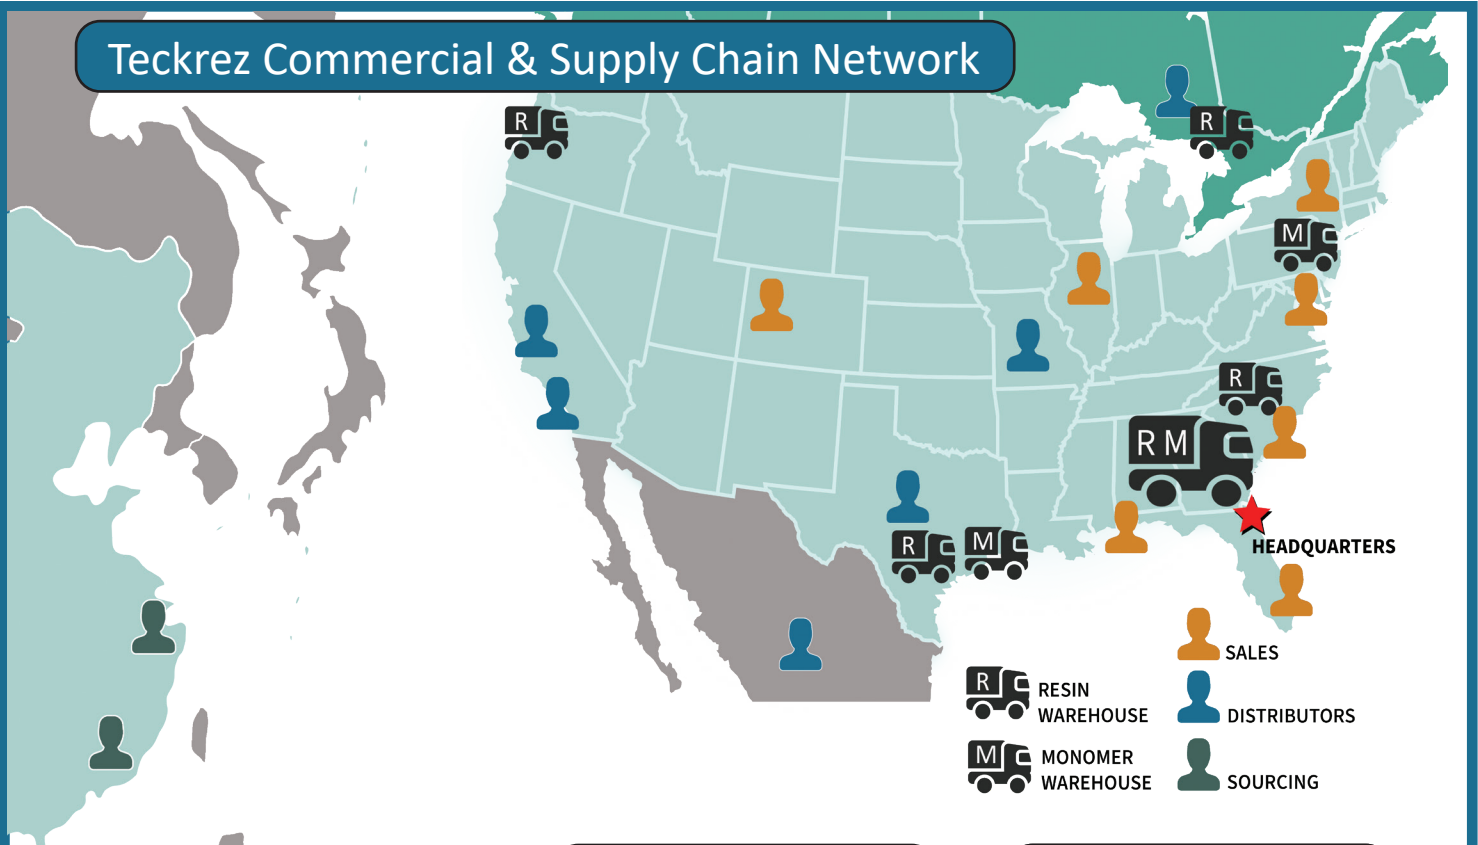 Teckrez Commercial & Supply Chain Network
R
R
M
R
R M
R
M
HEADQUARTERS
SALES
R
RESIN
WAREHOUSE
DISTRIBUTORS
M
MONOMER
WAREHOUSE
SOURCING